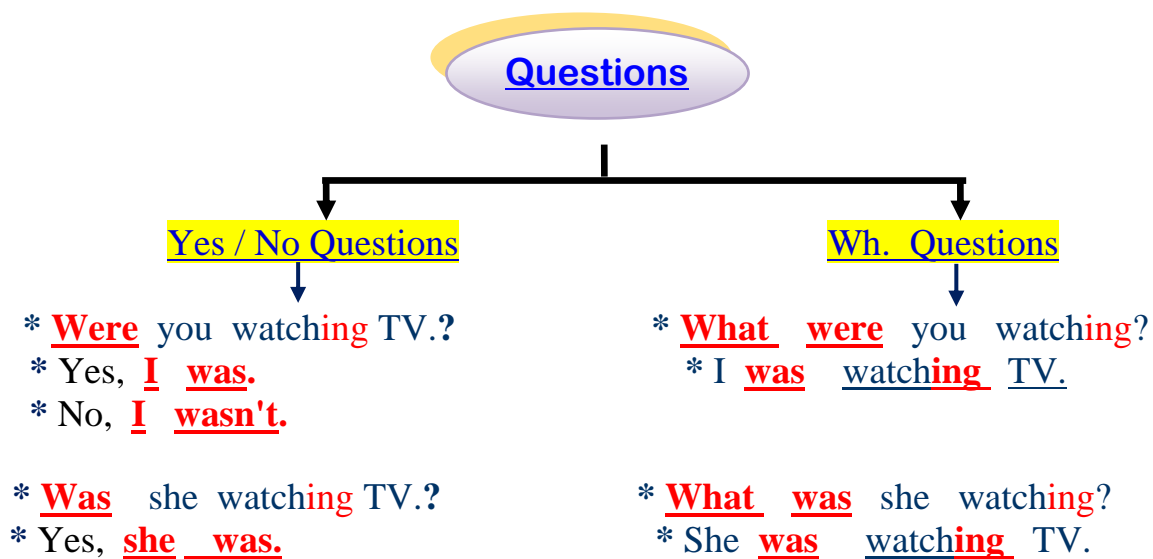 Questions
Yes / No Questions
* Were you watching TV.?
* Yes, I was.
* No, I wasn't.
* Was she watching TV.?
* Yes, she was.
Wh. Questions
* What were you watching?
* I was watching TV.
* What was she watching?
* She was watching TV.